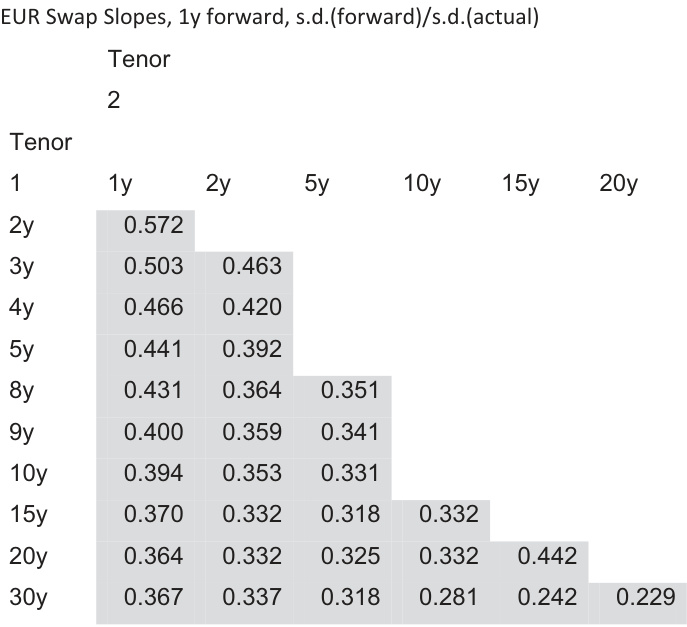 EUR Swap Slopes, 1y forward, s.d.(forward)/s.d.(actual)
Tenor
2
Tenor
1 1y 2y 5y 10y 15y 20y
2y 0.572
3y 0.503 0.463
4y 0.466 0.420
5y 0.441 0.392
8y 0.431 0.364 0.351
9y 0.400 0.359 0.341
10y 0.394 0.353 0.331
15y 0.370 0.332 0.318 0.332
20y 0.364 0.332 0.325 0.332 0.442
30y 0.367 0.337 0.318 0.281 0.242 0.229